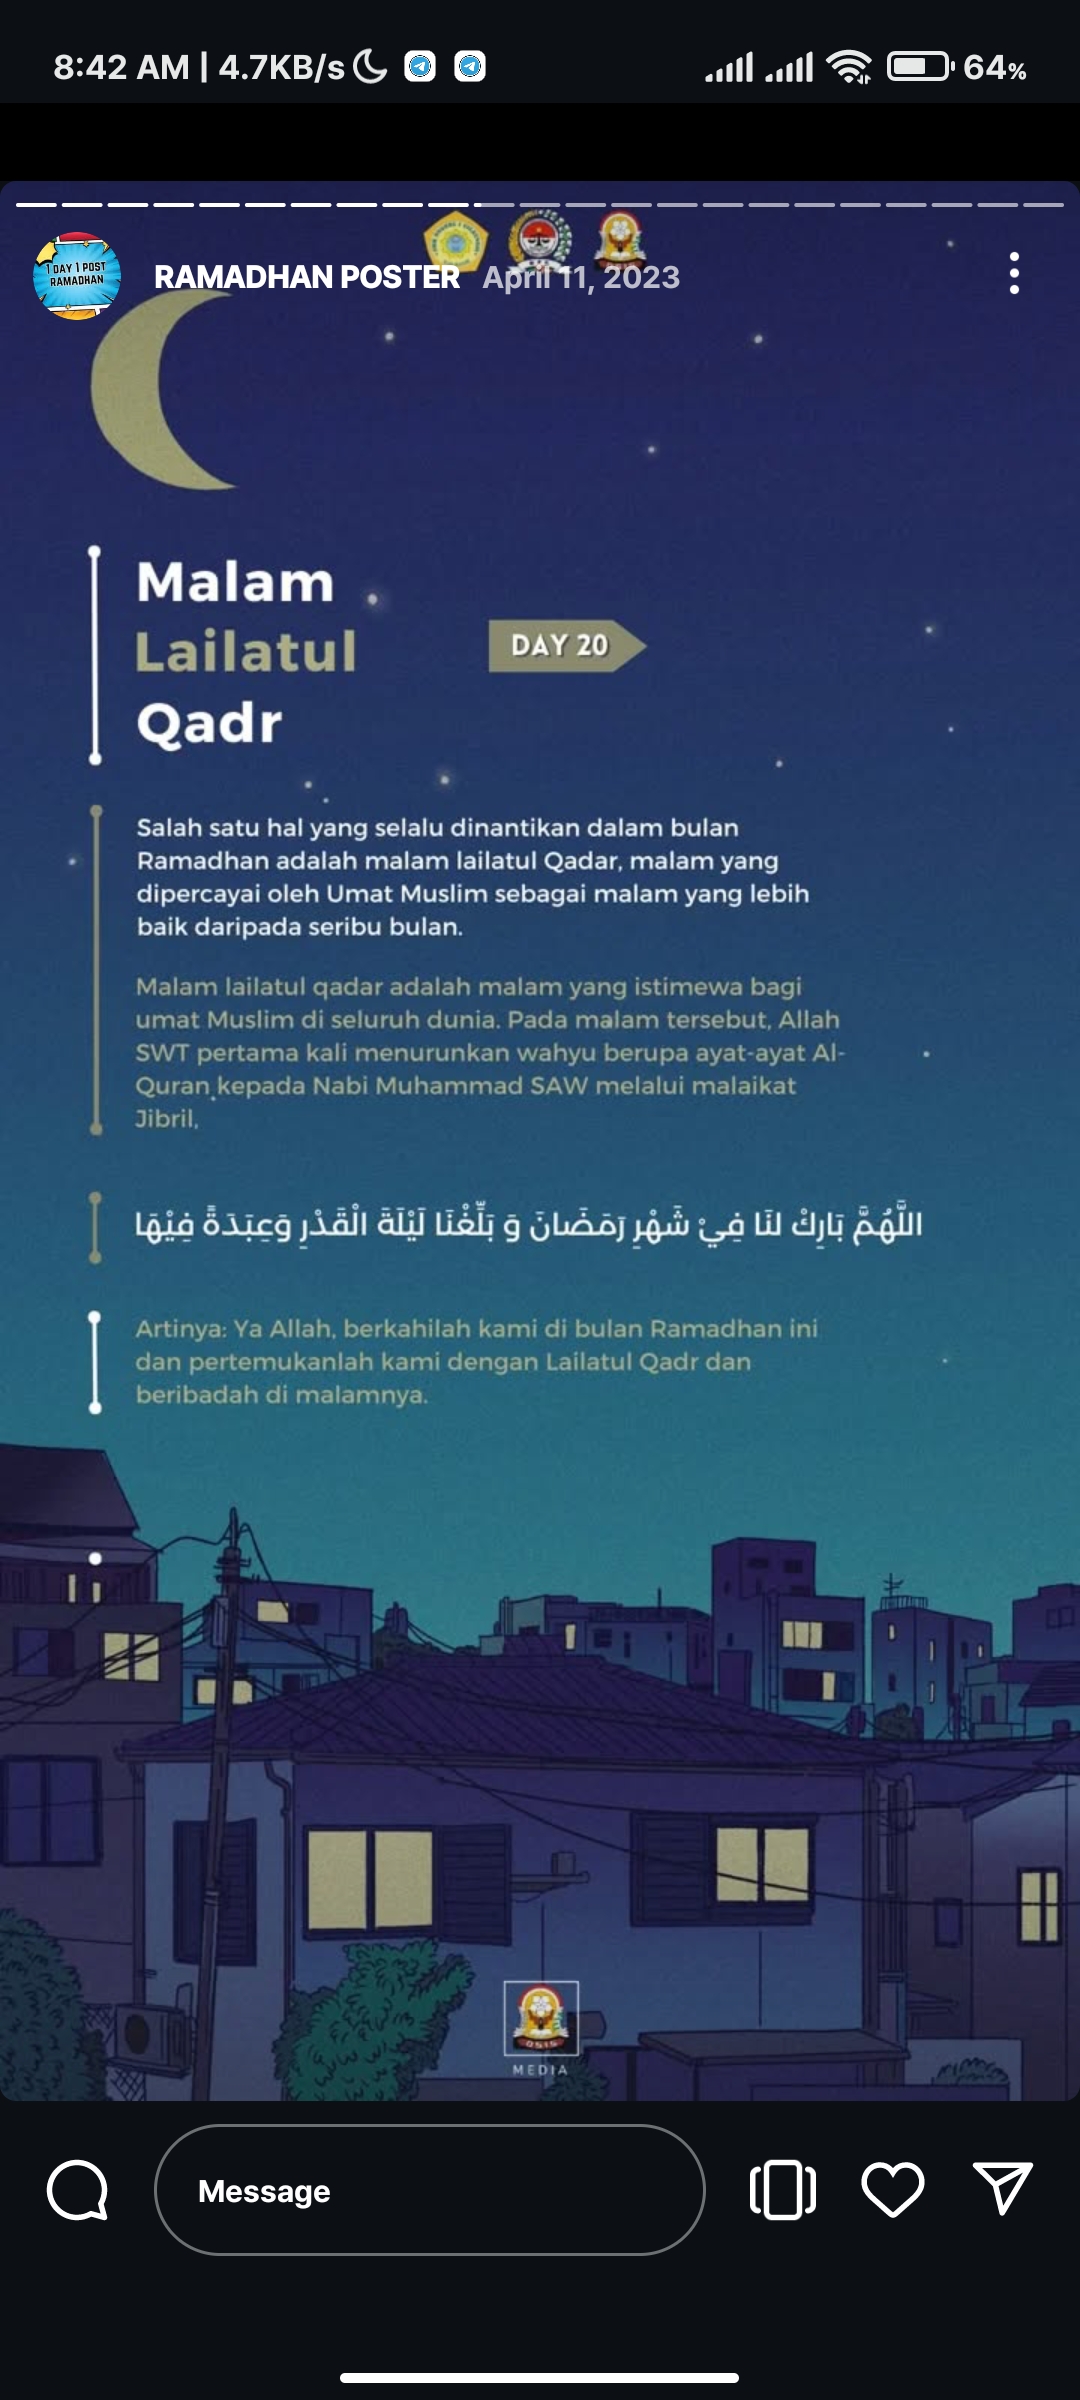 8:42 AM | 4.7KB/s
64%
1 DAY 1 POST
RAMADHAN
RAMADHAN POSTER April 11, 2023
Malam
Lailatul
Qadr
DAY 20
Salah satu hal yang selalu dinantikan dalam bulan
Ramadhan adalah malam lailatul Qadar, malam yang
dipercayai oleh Umat Muslim sebagai malam yang lebih
baik daripada seribu bulan.
Malam lailatul qadar adalah malam yang istimewa bagi
umat Muslim di seluruh dunia. Pada malam tersebut, Allah
SWT pertama kali menurunkan wahyu berupa ayat-ayat Al-
Quran kepada Nabi Muhammad SAW melalui malaikat
Jibril,
اللَّهُمَّ بَارِكْ لنَا فِيْ شَهْرِ رَمَضَانَ وَ بَلِّغْنَا لَيْلَةَ الْقَدْرِ وَعِبَدَةً فِيْهَا
Artinya: Ya Allah, berkahilah kami di bulan Ramadhan ini
dan pertemukanlah kami dengan Lailatul Qadr dan
beribadah di malamnya.
OSIS
MEDIA
Message